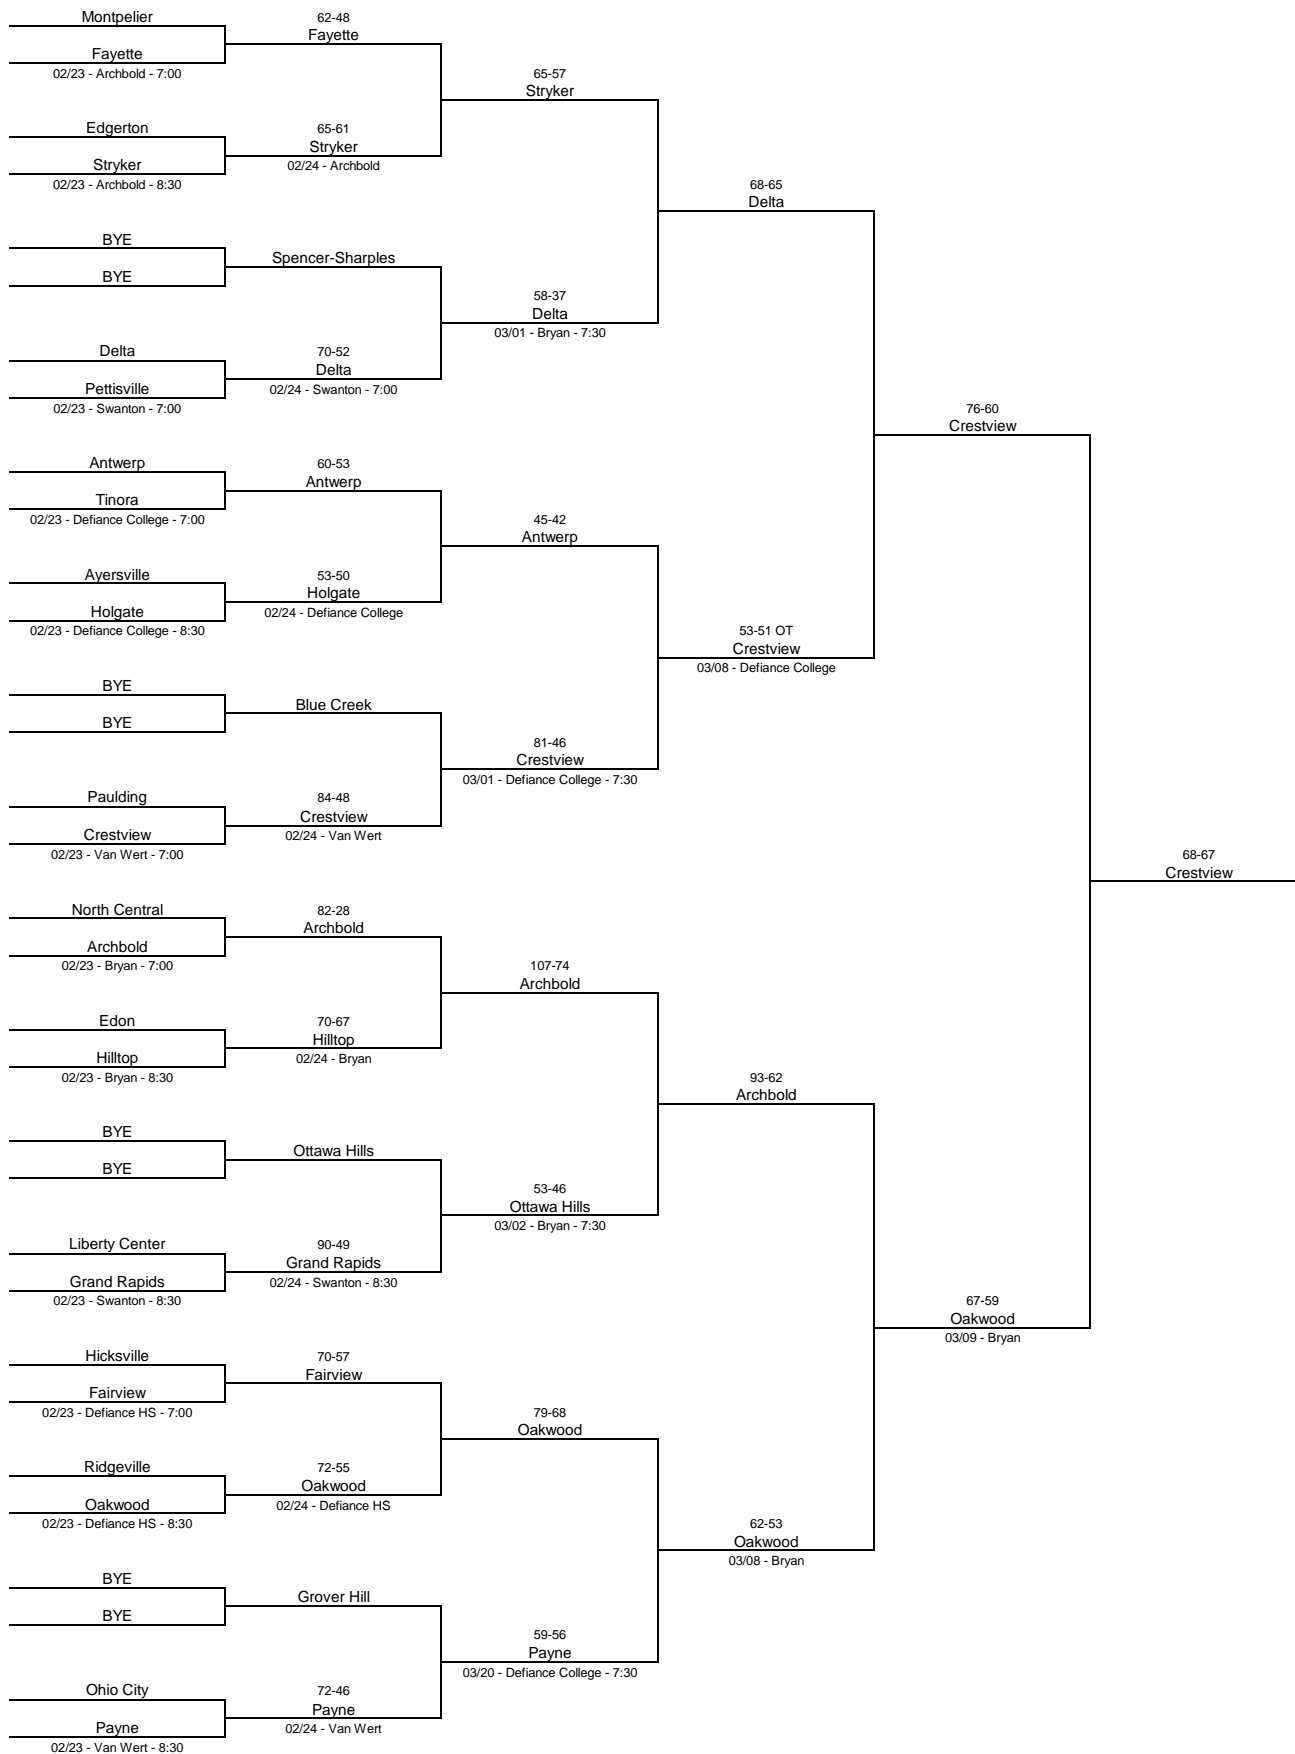 Montpelier
Fayette
02/23 - Archbold - 7:00
Edgerton
Stryker
02/23 - Archbold - 8:30
BYE
BYE
Delta
Pettisville
02/23 - Swanton - 7:00
Antwerp
Tinora
02/23 - Defiance College - 7:00
Ayersville
Holgate
02/23 - Defiance College - 8:30
BYE
BYE
Paulding
Crestview
02/23 - Van Wert - 7:00
North Central
Archbold
02/23 - Bryan - 7:00
Edon
Hilltop
02/23 - Bryan - 8:30
BYE
BYE
Liberty Center
Grand Rapids
02/23 - Swanton - 8:30
Hicksville
Fairview
02/23 - Defiance HS - 7:00
Ridgeville
Oakwood
02/23 - Defiance HS - 8:30
BYE
BYE
Ohio City
Payne
02/23 - Van Wert - 8:30
62-48
Fayette
65-61
Stryker
02/24 - Archbold
Spencer-Sharples
70-52
Delta
02/24 - Swanton - 7:00
60-53
Antwerp
53-50
Holgate
02/24 - Defiance College
Blue Creek
84-48
Crestview
02/24 - Van Wert
82-28
Archbold
70-67
Hilltop
02/24 - Bryan
Ottawa Hills
90-49
Grand Rapids
02/24 - Swanton - 8:30
70-57
Fairview
72-55
Oakwood
02/24 - Defiance HS
Grover Hill
72-46
Payne
02/24 - Van Wert
65-57
Stryker
58-37
Delta
03/01 - Bryan - 7:30
45-42
Antwerp
81-46
Crestview
03/01 - Defiance College - 7:30
107-74
Archbold
53-46
Ottawa Hills
03/02 - Bryan - 7:30
79-68
Oakwood
59-56
Payne
03/20 - Defiance College - 7:30
68-65
Delta
53-51 OT
Crestview
03/08 - Defiance College
93-62
Archbold
62-53
Oakwood
03/08 - Bryan
76-60
Crestview
67-59
Oakwood
03/09 - Bryan
68-67
Crestview